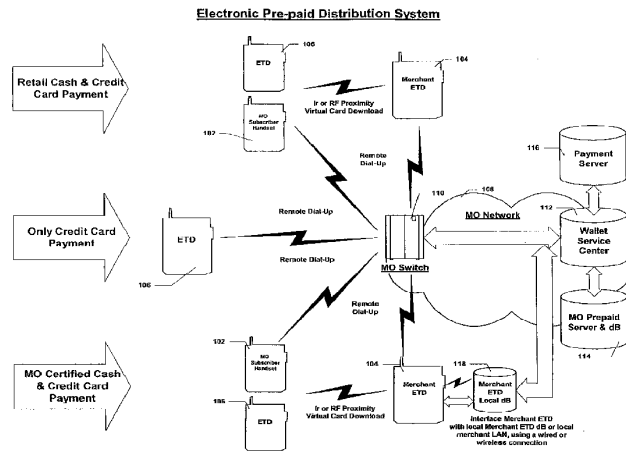 Electronic Pre-paid Distribution System
Retail Cash & Credit
Card Payment
106
ETD
MO
Subscriber
Handset
102
Ir or RF Proximity
Virtual Card Download
104
Merchant
ETD
Remote
Dial-Up
Remote
Dial-Up
110
108
MO Network
116
Payment
Server
112
Wallet
Service
Center
Only Credit Card
Payment
ETD
106
Remote Dial-Up
Remote Dial-Up
MO Switch
MO Prepaid
Server & dB
114
Remote
Dial-Up
MO Certified Cash
& Credit Card
Payment
102
MO
Subscriber
Handset
ETD
Ir or RF Proximity
Virtual Card Download
104
Merchant
ETD
118
Merchant
ETD
Local dB
Interface Merchant ETD
with local Merchant ETD dB or local
merchant LAN, using a wired or
wireless connection